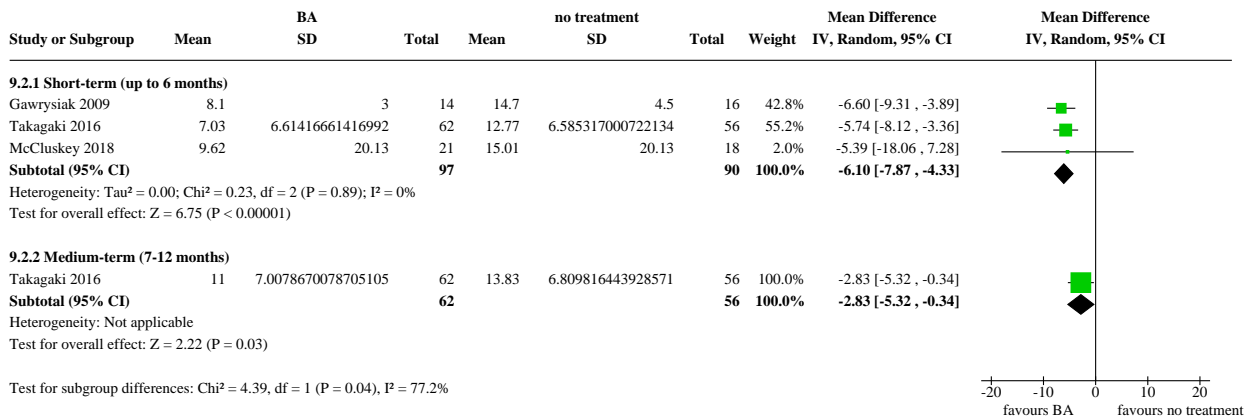 BA no treatment Mean Difference Mean Difference
Study or Subgroup Mean SD Total Mean SD Total Weight IV, Random, 95% CI IV, Random, 95% CI
9.2.1 Short-term (up to 6 months)
Gawrysiak 2009 8.1 3 14 14.7 4.5 16 42.8% -6.60 [-9.31 , -3.89]
Takagaki 2016 7.03 6.61416661416992 62 12.77 6.585317000722134 56 55.2% -5.74 [-8.12 , -3.36]
McCluskey 2018 9.62 20.13 21 15.01 20.13 18 2.0% -5.39 [-18.06 , 7.28]
Subtotal (95% CI) 97 90 100.0% -6.10 [-7.87 , -4.33]
Heterogeneity: Tau² = 0.00; Chi² = 0.23, df = 2 (P = 0.89); I² = 0%
Test for overall effect: Z = 6.75 (P < 0.00001)
9.2.2 Medium-term (7-12 months)
Takagaki 2016 11 7.0078670078705105 62 13.83 6.809816443928571 56 100.0% -2.83 [-5.32 , -0.34]
Subtotal (95% CI) 62 56 100.0% -2.83 [-5.32 , -0.34]
Heterogeneity: Not applicable
Test for overall effect: Z = 2.22 (P = 0.03)
Test for subgroup differences: Chi² = 4.39, df = 1 (P = 0.04), I² = 77.2%
-20 -10 0 10 20
favours BA favours no treatment